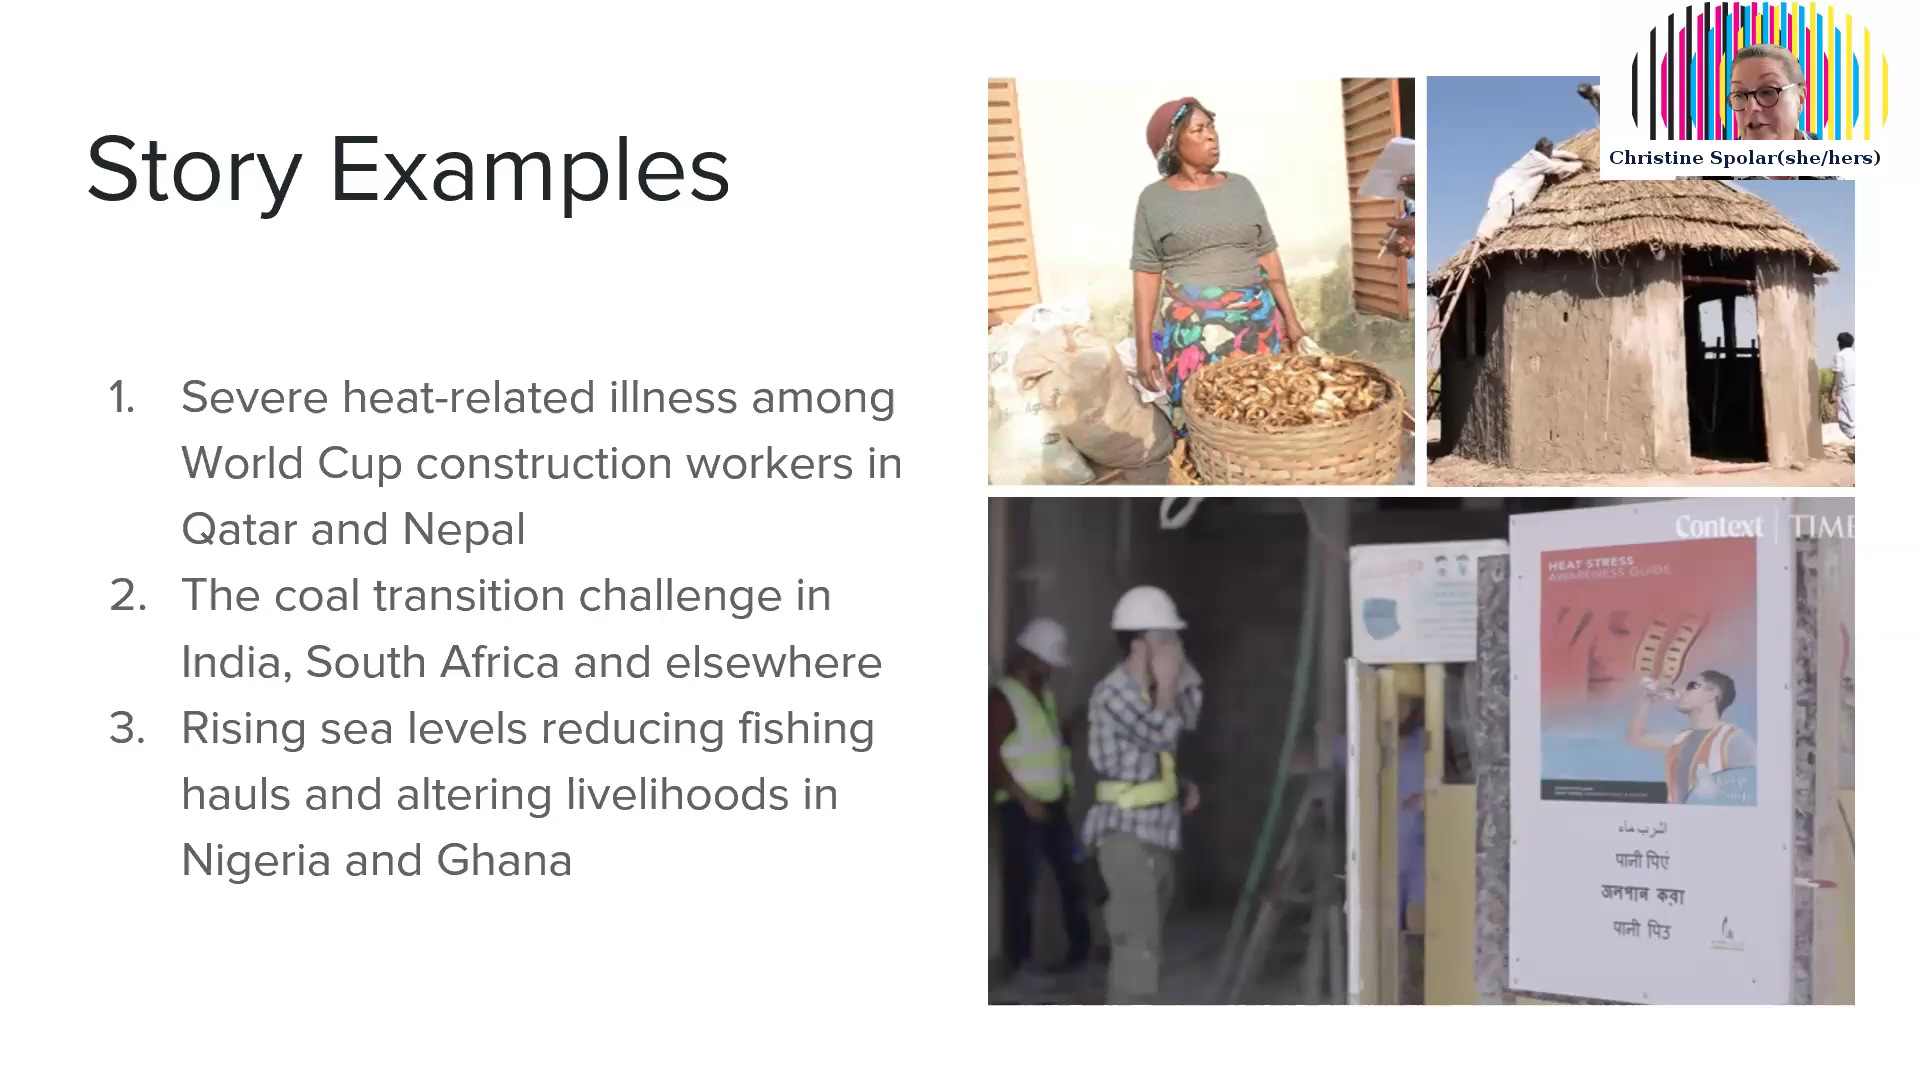 Story Examples
1. Severe heat-related illness among
World Cup construction workers in
Qatar and Nepal
2. The coal transition challenge in
India, South Africa and elsewhere
3. Rising sea levels reducing fishing
hauls and altering livelihoods in
Nigeria and Ghana
Christine Spolar(she/hers)
Context | TIME
HEAT STRESS
AWARENESS GUIDE
اشرب ماء
पानी पिएं
জলপান করা
पानी पिउ